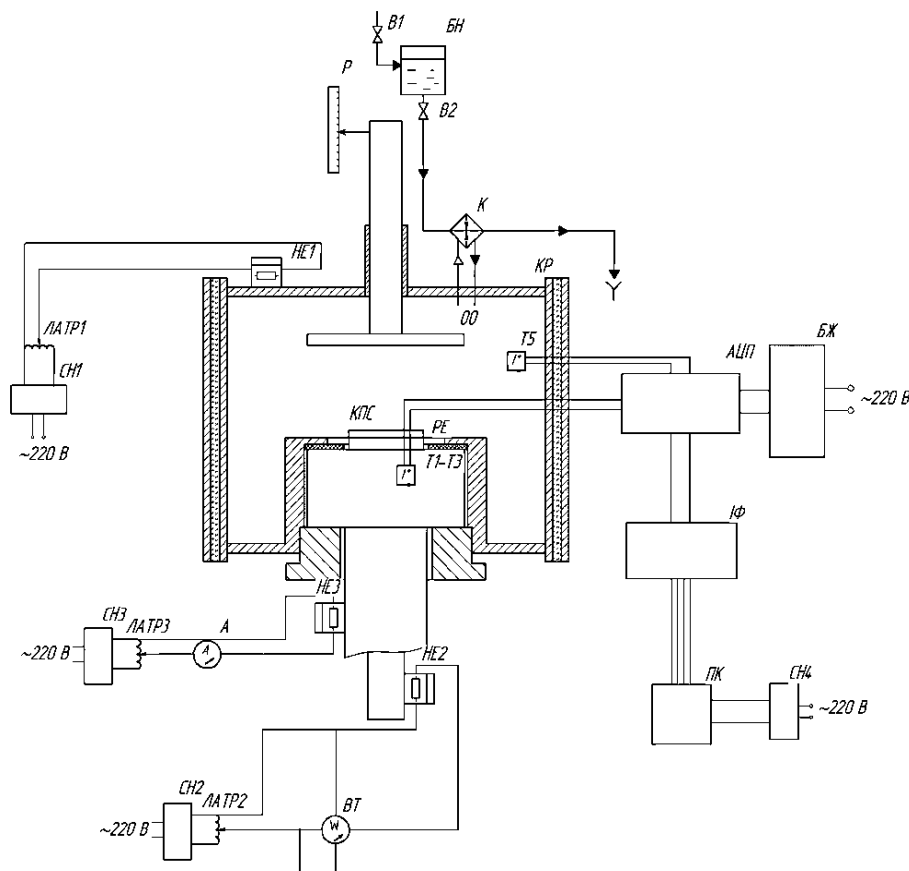 В1
БН
Р
В2
К
НЕ1
КР
ОО
ЛАТР1
Т5
АЦП
БЖ
СН1
I°
~220 В
КПС
РЕ
~220 В
Т1-Т3
I°
ІФ
НЕ3
СН3
ЛАТР3
А
~220 В
А
НЕ2
ПК
СН4
~220 В
СН2
ЛАТР2
ВТ
~220 В
W